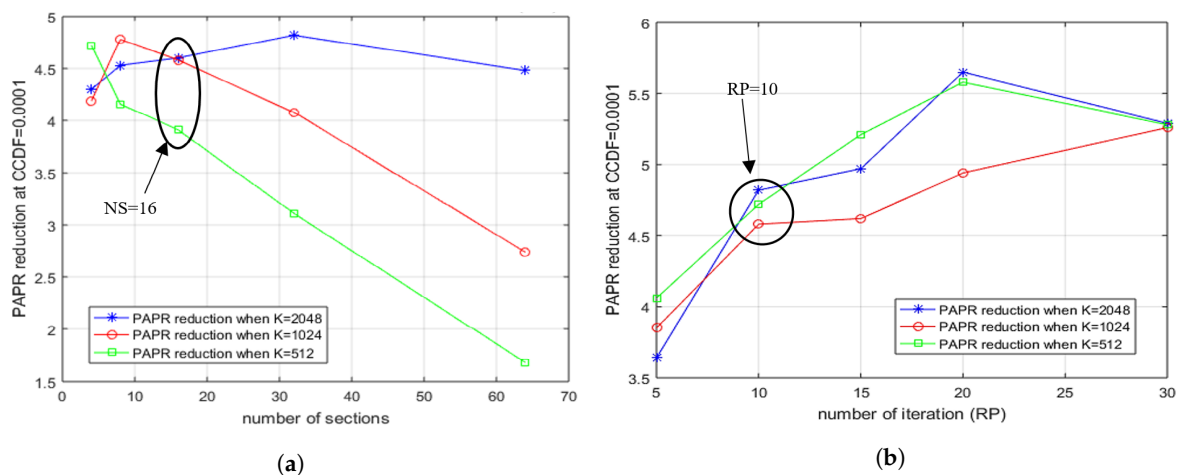 5
4.5
4
3.5
3
2.5
2
1.5
0
10
20
30
40
50
60
70
PAPR reduction at CCDF=0.0001
number of sections
NS=16
PAPR reduction when K=2048
PAPR reduction when K=1024
PAPR reduction when K=512
(a)
6
5.5
5
4.5
4
3.5
5
10
15
20
25
30
PAPR reduction at CCDF=0.0001
number of iteration (RP)
RP=10
PAPR reduction when K=2048
PAPR reduction when K=1024
PAPR reduction when K=512
(b)